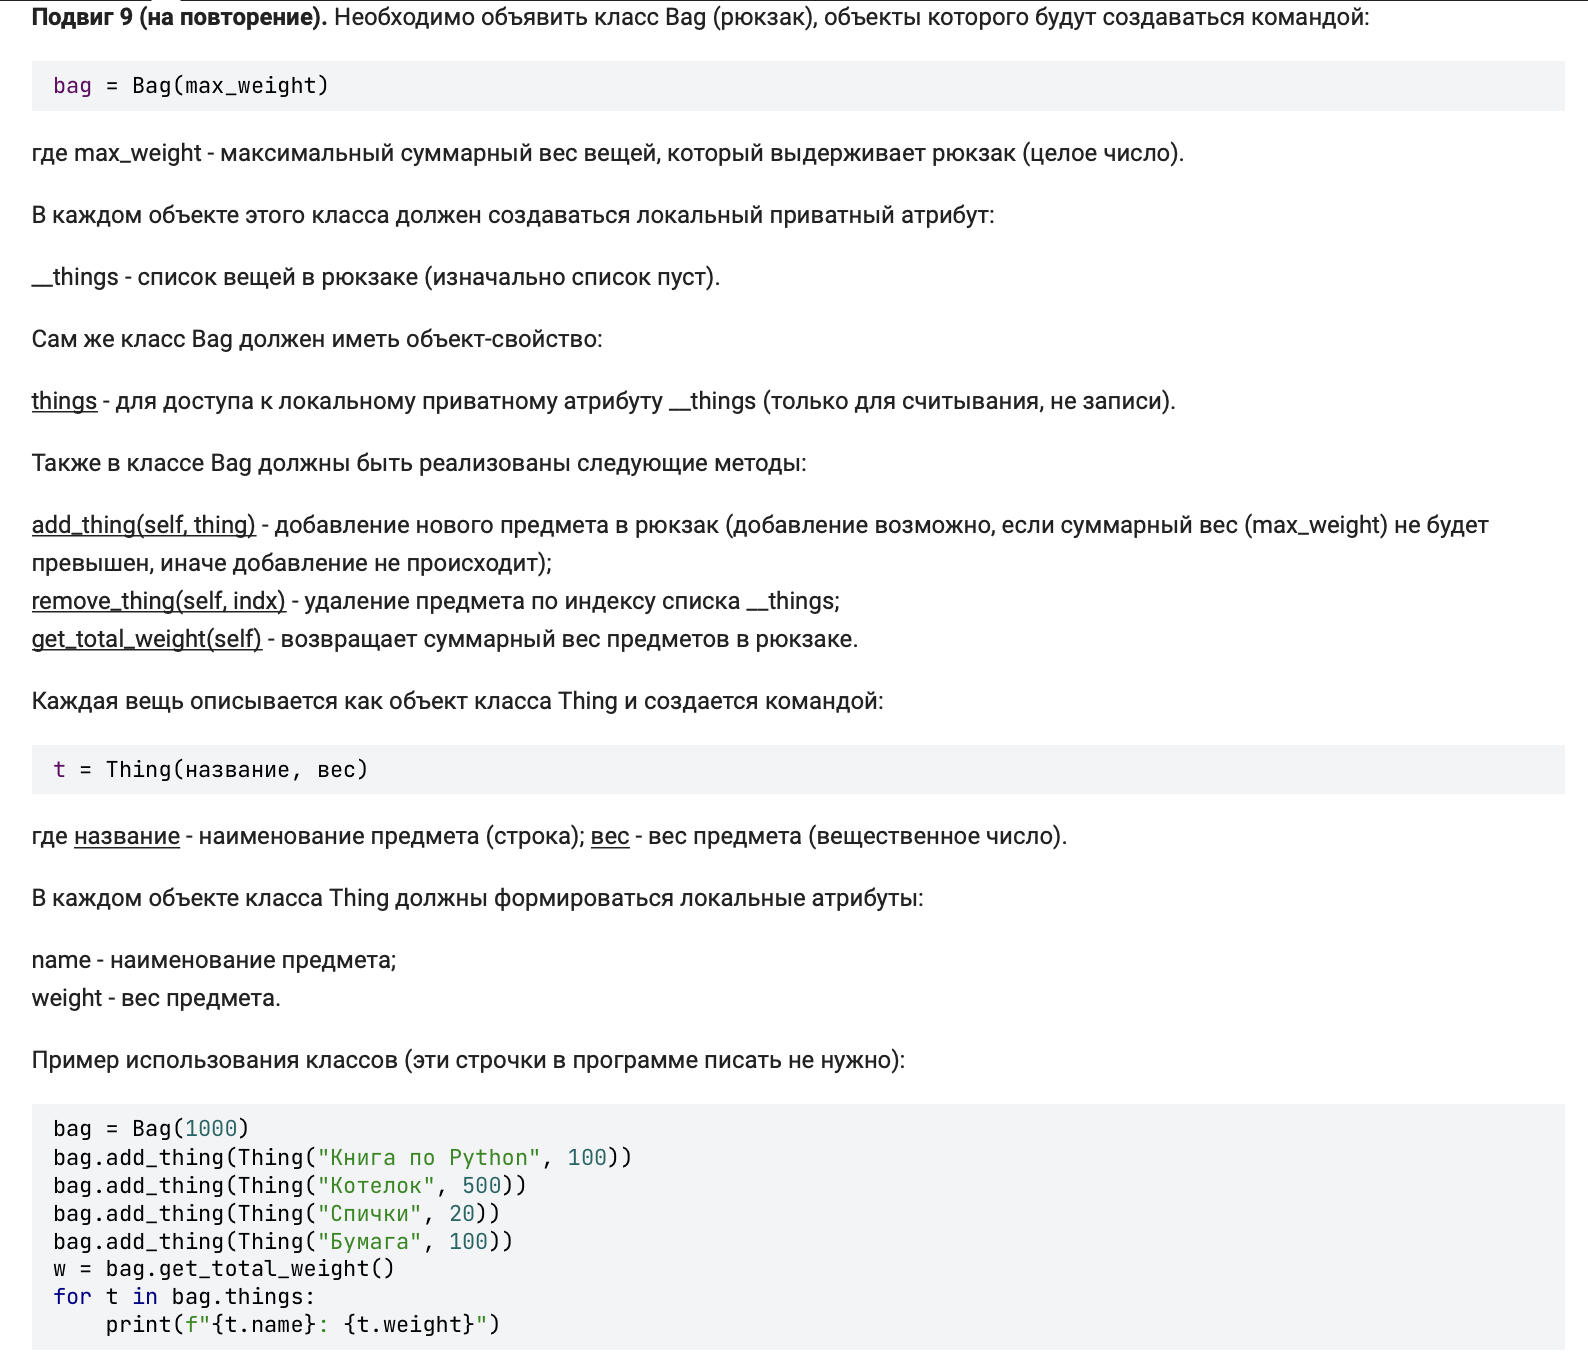 Подвиг 9 (на повторение). Необходимо объявить класс Bag (рюкзак), объекты которого будут создаваться командой:
bag = Bag(max_weight)
где max_weight - максимальный суммарный вес вещей, который выдерживает рюкзак (целое число).
В каждом объекте этого класса должен создаваться локальный приватный атрибут:
__things - список вещей в рюкзаке (изначально список пуст).
Сам же класс Bag должен иметь объект-свойство:
things - для доступа к локальному приватному атрибуту __things (только для считывания, не записи).
Также в классе Bag должны быть реализованы следующие методы:
add_thing(self, thing) - добавление нового предмета в рюкзак (добавление возможно, если суммарный вес (max_weight) не будет
превышен, иначе добавление не происходит);
remove_thing(self, indx) - удаление предмета по индексу списка __things;
get_total_weight(self) - возвращает суммарный вес предметов в рюкзаке.
Каждая вещь описывается как объект класса Thing и создается командой:
t = Thing(название, вес)
где название - наименование предмета (строка); вес - вес предмета (вещественное число).
В каждом объекте класса Thing должны формироваться локальные атрибуты:
name - наименование предмета;
weight - вес предмета.
Пример использования классов (эти строчки в программе писать не нужно):
bag = Bag(1000)
bag.add_thing(Thing("Книга по Python", 100))
bag.add_thing(Thing("Котелок", 500))
bag.add_thing(Thing("Спички", 20))
bag.add_thing(Thing("Бумага", 100))
w = bag.get_total_weight()
for t in bag.things:
    print(f"{t.name}: {t.weight}")